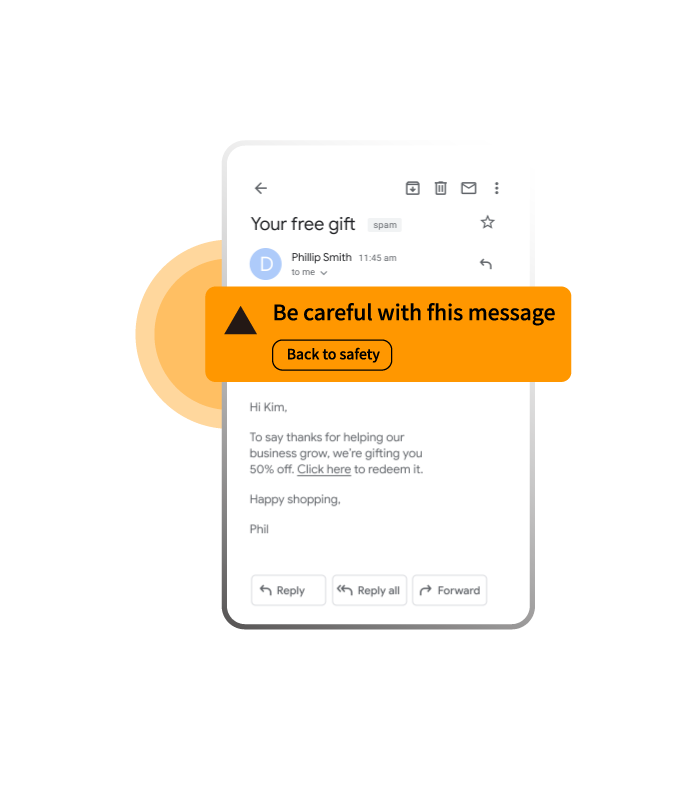 Your free gift spam
D
Phillip Smith 11:45 am
to me
Be careful with fhis message
Back to safety
Hi Kim,
To say thanks for helping our
business grow, we're gifting you
50% off. Click here to redeem it.
Happy shopping,
Phil
Reply Reply all Forward